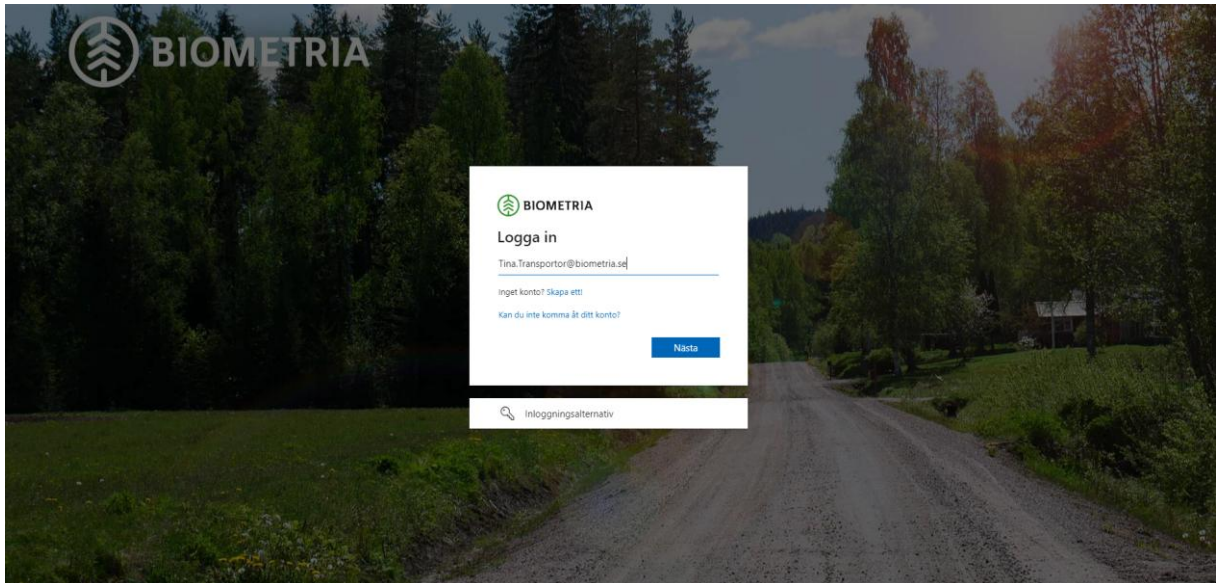 BIOMETRIA
BIOMETRIA
Logga in
Tina.Transportor@biometria.se
Inget konto? Skapa ett!
Kan du inte komma åt ditt konto?
Nästa
Inloggningsalternativ